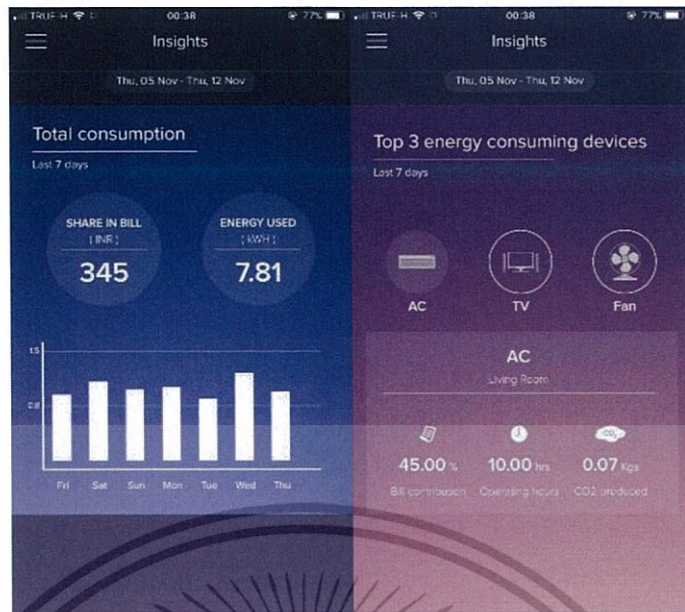 TRUE-H 00:38 77%
Insights
Thu, 05 Nov - Thu, 12 Nov
Total consumption
Last 7 days
SHARE IN BILL
( INR )
345
ENERGY USED
( kWH )
7.81
1.5
0.8
Fri Sat Sun Mon Tue Wed Thu
TRUE-H 00:38 77%
Insights
Thu, 05 Nov - Thu, 12 Nov
Top 3 energy consuming devices
Last 7 days
AC TV Fan
AC
Living Room
CO2
45.00 % 10.00 hrs 0.07 Kgs
Bill contribution Operating hours CO2 produced